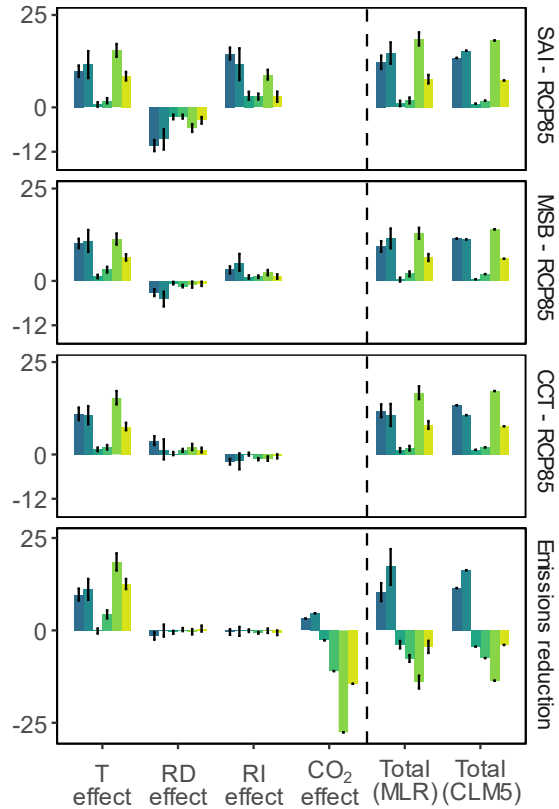 25
0
-12
SAI - RCP85
25
0
-12
MSB - RCP85
25
0
-12
CCT - RCP85
25
0
-25
Emissions reduction
T effect
RD effect
RI effect
CO₂ effect
Total (MLR)
Total (CLM5)